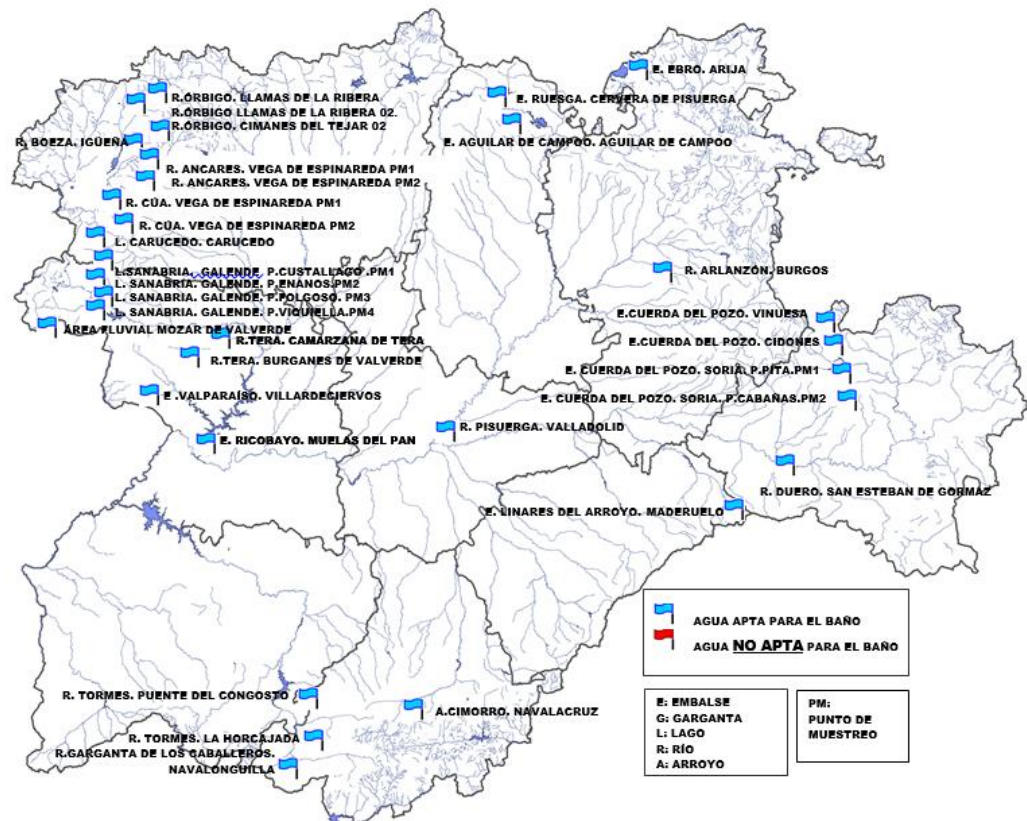 E. EBRO. ARIJA
R.ÓRBIGO. LLAMAS DE LA RIBERA
E. RUESGA. CERVERA DE PISUERGA
R.ÓRBIGO LLAMAS DE LA RIBERA 02.
R.ÓRBIGO. CIMANES DEL TEJAR 02
R. BOEZA. IGÜEÑA
E. AGUILAR DE CAMPOO. AGUILAR DE CAMPOO
R. ANCARES. VEGA DE ESPINAREDA PM1
R. ANCARES. VEGA DE ESPINAREDA PM2
R. CÚA. VEGA DE ESPINAREDA PM1
R. CÚA. VEGA DE ESPINAREDA PM2
L. CARUCEDO. CARUCEDO
L.SANABRIA. GALENDE. P.CUSTALLAGO .PM1
L. SANABRIA. GALENDE. P.ENANOS.PM2
L. SANABRIA. GALENDE. P.FOLGOSO. PM3
L. SANABRIA. GALENDE. P.VIQUIELLA.PM4
ÁREA FLUVIAL MÓZAR DE VALVERDE
R.TERA. CAMARZANA DE TERA
R.TERA. BURGANES DE VALVERDE
E .VALPARAÍSO. VILLARDECIERVOS
E. RICOBAYO. MUELAS DEL PAN
R. ARLANZÓN. BURGOS
E.CUERDA DEL POZO. VINUESA
E.CUERDA DEL POZO. CIDONES
E. CUERDA DEL POZO. SORIA. P.PITA.PM1
E. CUERDA DEL POZO. SORIA. P.CABAÑAS.PM2
R. PISUERGA. VALLADOLID
R. DUERO. SAN ESTEBAN DE GORMAZ
E. LINARES DEL ARROYO. MADERUELO
AGUA APTA PARA EL BAÑO
AGUA NO APTA PARA EL BAÑO
R. TORMES. PUENTE DEL CONGOSTO
A.CIMORRO. NAVALACRUZ
R. TORMES. LA HORCAJADA
R.GARGANTA DE LOS CABALLEROS.
NAVALONGUILLA
E: EMBALSE
G: GARGANTA
L: LAGO
R: RÍO
A: ARROYO
PM:
PUNTO DE
MUESTREO